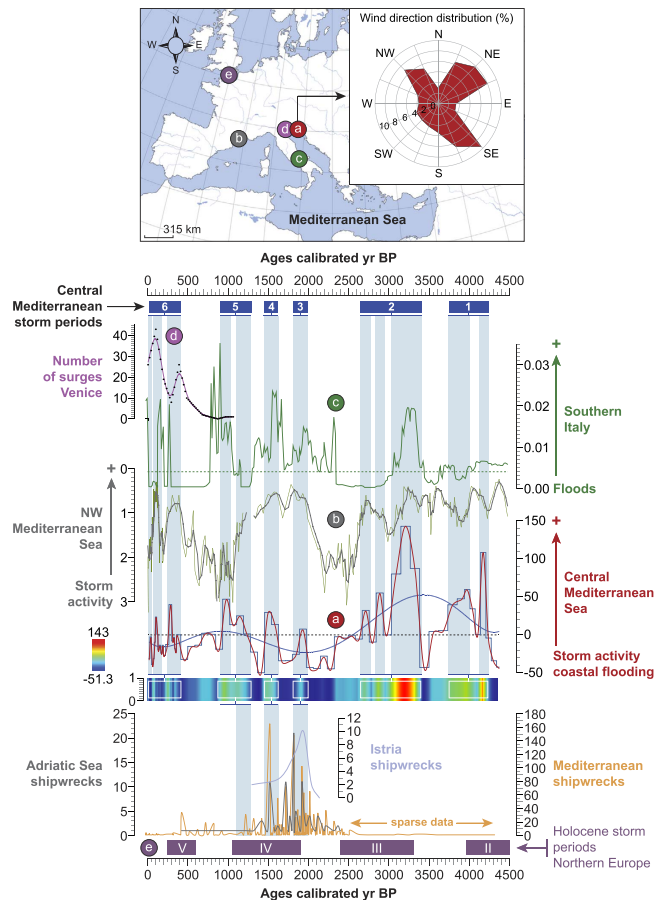 N
W E
S
e
d a
b
c
Mediterranean Sea
315 km
Wind direction distribution (%)
N
NW NE
W E
10 8 6 4 2 0
SW SE
S
Ages calibrated yr BP
0 500 1000 1500 2000 2500 3000 3500 4000 4500
Central
Mediterranean
storm periods
6 5 4 3 2 1
d
Number
of surges
Venice
40
30
20
10
0
c
+
Southern
Italy
Floods
0.03
0.02
0.01
0.00
+
NW
Mediterranean
Sea
Storm
activity
0
1
2
3
b
+
Central
Mediterranean
Sea
Storm activity
coastal flooding
150
100
50
0
-50
a
143
-51.3
1
0
Adriatic Sea
shipwrecks
25
20
15
10
5
0
12
10
8
6
4
2
0
Istria
shipwrecks
sparse data
180
160
140
120
100
80
60
40
20
0
Mediterranean
shipwrecks
e V IV III II
Holocene storm
periods
Northern Europe
0 500 1000 1500 2000 2500 3000 3500 4000 4500
Ages calibrated yr BP